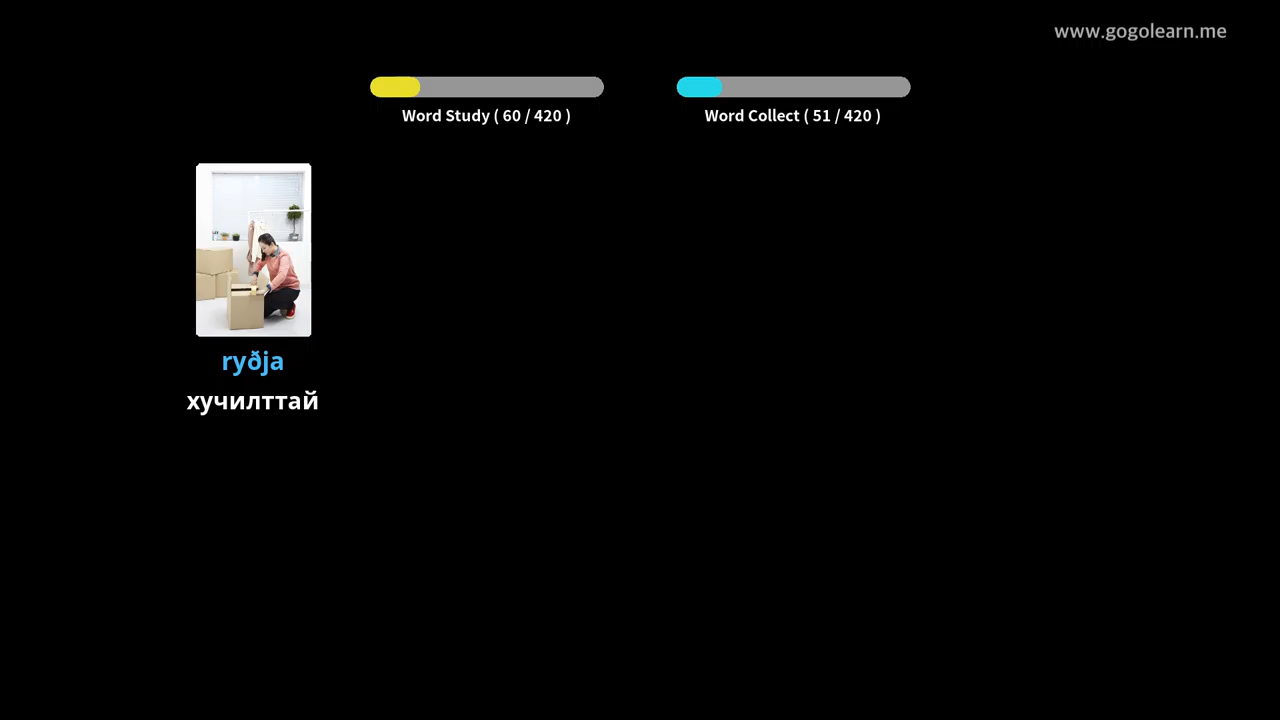 www.gogolearn.me
Word Study ( 60 / 420 )
Word Collect ( 51 / 420 )
ryðja
хучилттай